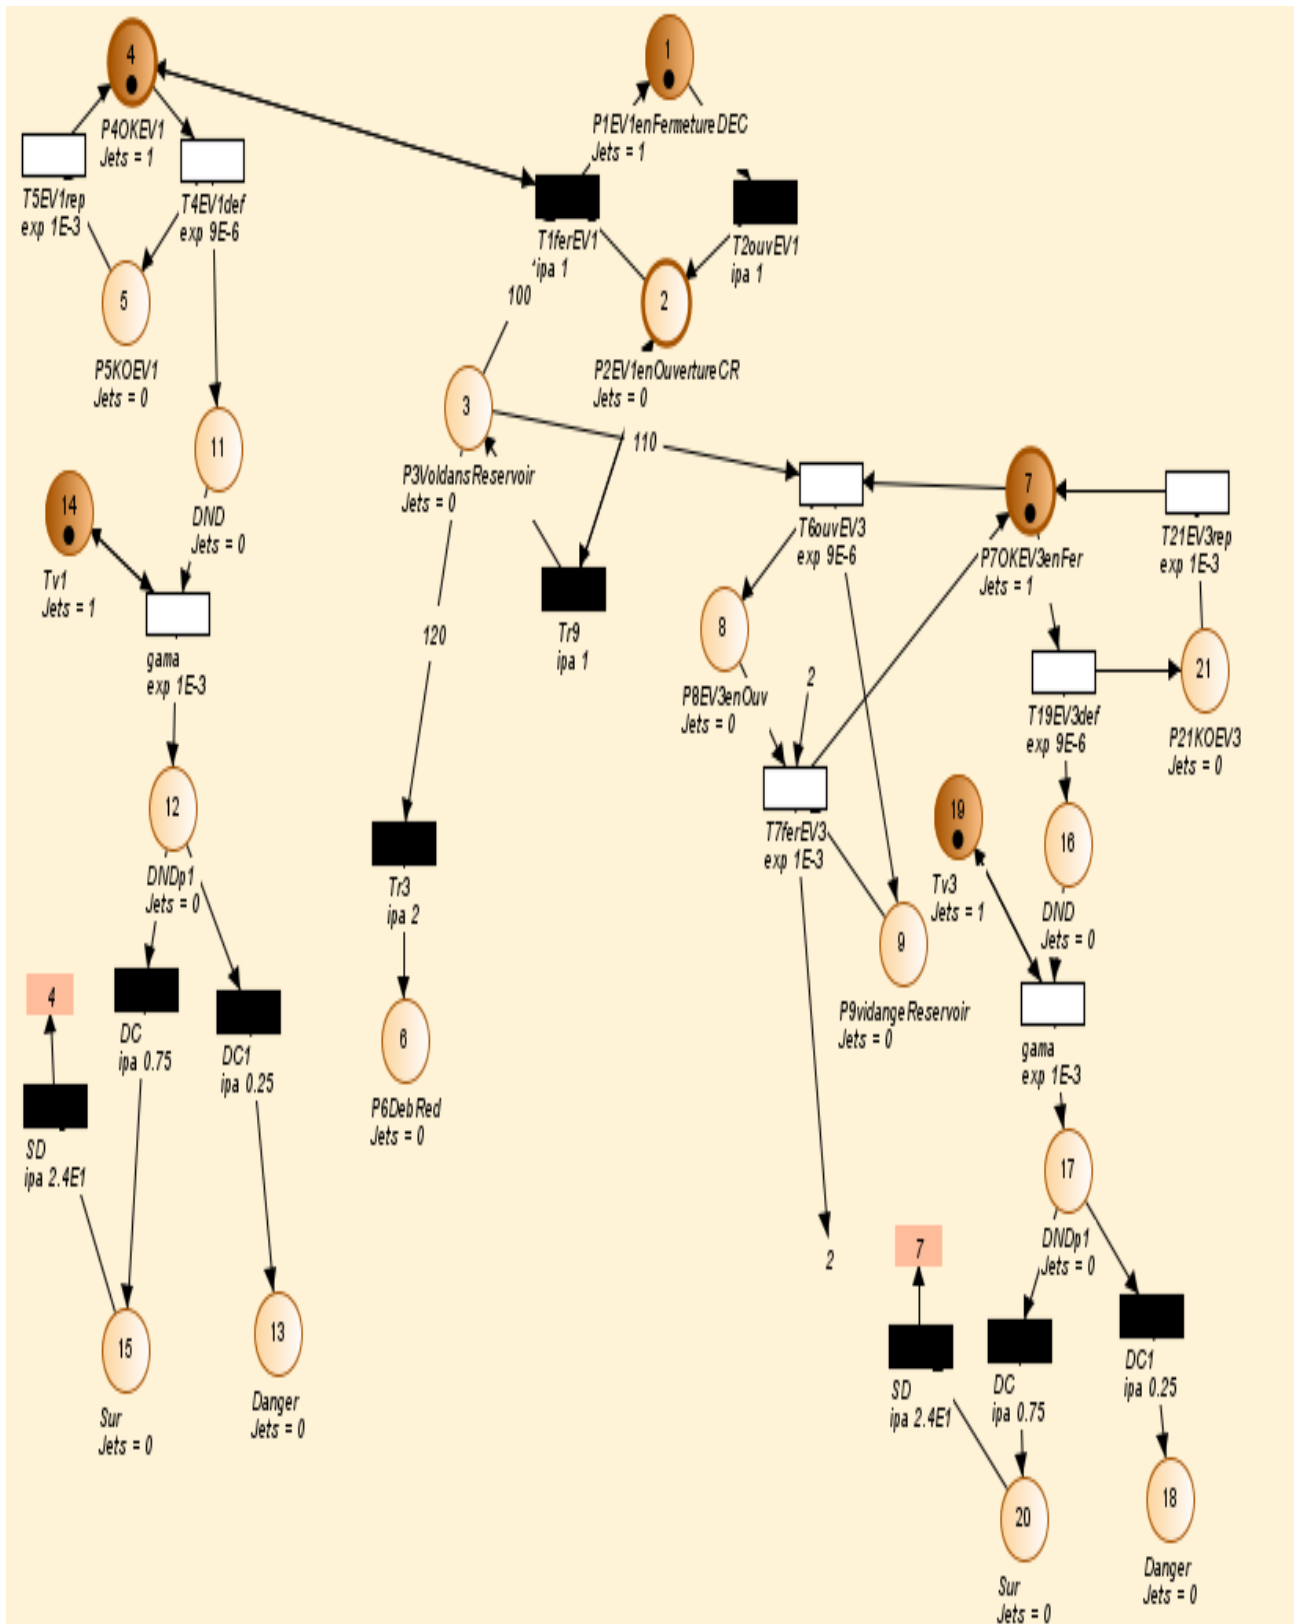 4
1
P4OKEV1
Jets = 1
P1EV1enFermetureDEC
Jets = 1
T5EV1rep
exp 1E-3
T4EV1def
exp 9E-6
T1ferEV1
ipa 1
T2ouvEV1
ipa 1
5
2
100
P5KOEV1
Jets = 0
P2EV1enOuvertureCR
Jets = 0
3
11
110
P3VoldansReservoir
Jets = 0
7
14
DND
Jets = 0
T6ouvEV3
exp 9E-6
P7OKEV3enFer
Jets = 1
T21EV3rep
exp 1E-3
Tv1
Jets = 1
120
Tr9
ipa 1
8
gama
exp 1E-3
2
21
P8EV3enOuv
Jets = 0
T19EV3def
exp 9E-6
P21KOEV3
Jets = 0
12
19
T7ferEV3
exp 1E-3
16
DNDp1
Jets = 0
Tr3
ipa 2
Tv3
Jets = 1
DND
Jets = 0
9
4
DC
ipa 0.75
DC1
ipa 0.25
P9vidangeReservoir
Jets = 0
6
gama
exp 1E-3
P6DebRed
Jets = 0
SD
ipa 2.4E1
17
2
7
DNDp1
Jets = 0
15
13
DC1
ipa 0.25
SD
ipa 2.4E1
DC
ipa 0.75
Sur
Jets = 0
Danger
Jets = 0
20
18
Sur
Jets = 0
Danger
Jets = 0